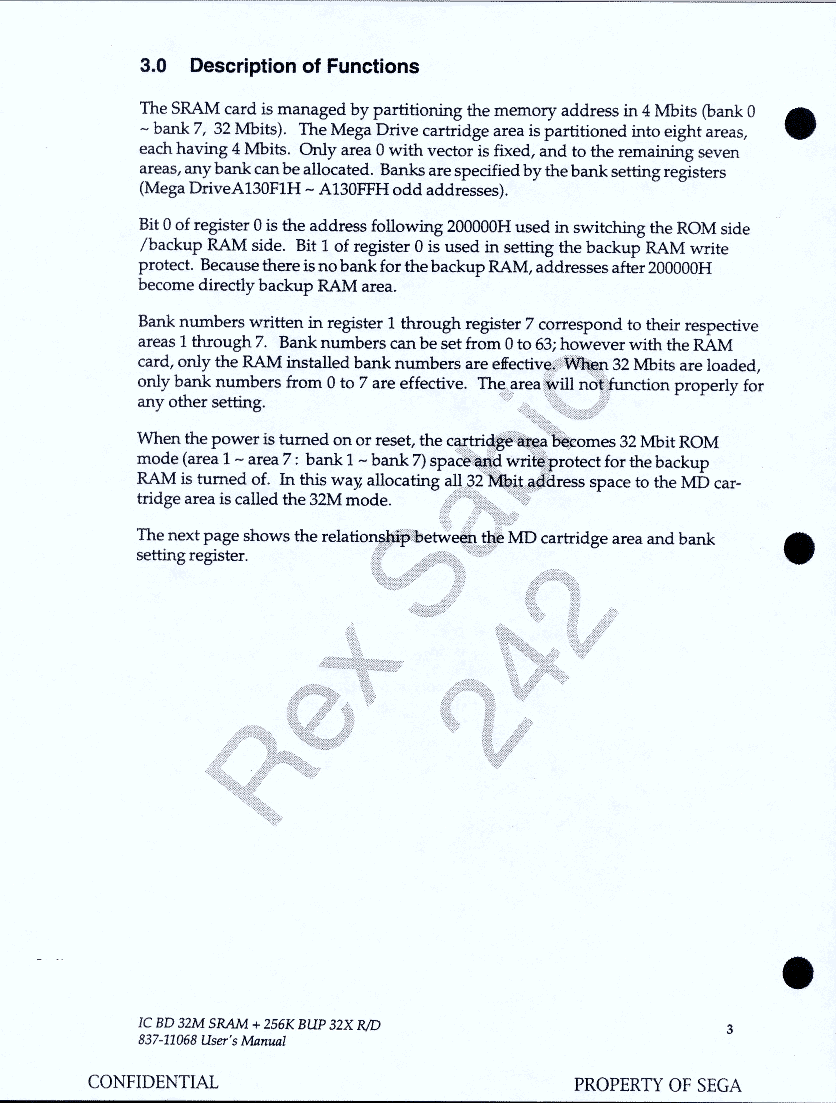 3.0 Description of Functions
The SRAM card is managed by partitioning the memory address in 4 Mbits (bank 0
~ bank 7, 32 Mbits). The Mega Drive cartridge area is partitioned into eight areas,
each having 4 Mbits. Only area 0 with vector is fixed, and to the remaining seven
areas, any bank can be allocated. Banks are specified by the bank setting registers
(Mega DriveA130F1H ~ A130FFH odd addresses).
Bit 0 of register 0 is the address following 200000H used in switching the ROM side
/backup RAM side. Bit 1 of register 0 is used in setting the backup RAM write
protect. Because there is no bank for the backup RAM, addresses after 200000H
become directly backup RAM area.
Bank numbers written in register 1 through register 7 correspond to their respective
areas 1 through 7. Bank numbers can be set from 0 to 63; however with the RAM
card, only the RAM installed bank numbers are effective. When 32 Mbits are loaded,
only bank numbers from 0 to 7 are effective. The area will not function properly for
any other setting.
When the power is turned on or reset, the cartridge area becomes 32 Mbit ROM
mode (area 1 ~ area 7 : bank 1 ~ bank 7) space and write protect for the backup
RAM is turned of. In this way, allocating all 32 Mbit address space to the MD car-
tridge area is called the 32M mode.
The next page shows the relationship between the MD cartridge area and bank
setting register.
Rex Sabio
242
IC BD 32M SRAM + 256K BUP 32X R/D
837-11068 User's Manual
3
CONFIDENTIAL
PROPERTY OF SEGA